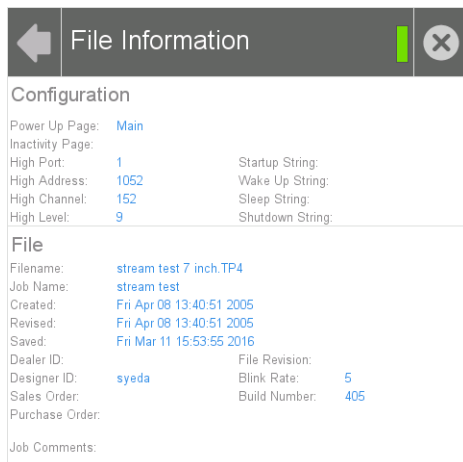 File Information
Configuration
Power Up Page: Main
Inactivity Page:
High Port: 1 Startup String:
High Address: 1052 Wake Up String:
High Channel: 152 Sleep String:
High Level: 9 Shutdown String:
File
Filename: stream test 7 inch.TP4
Job Name: stream test
Created: Fri Apr 08 13:40:51 2005
Revised: Fri Apr 08 13:40:51 2005
Saved: Fri Mar 11 15:53:55 2016
Dealer ID: File Revision:
Designer ID: syeda Blink Rate: 5
Sales Order: Build Number: 405
Purchase Order:
Job Comments: